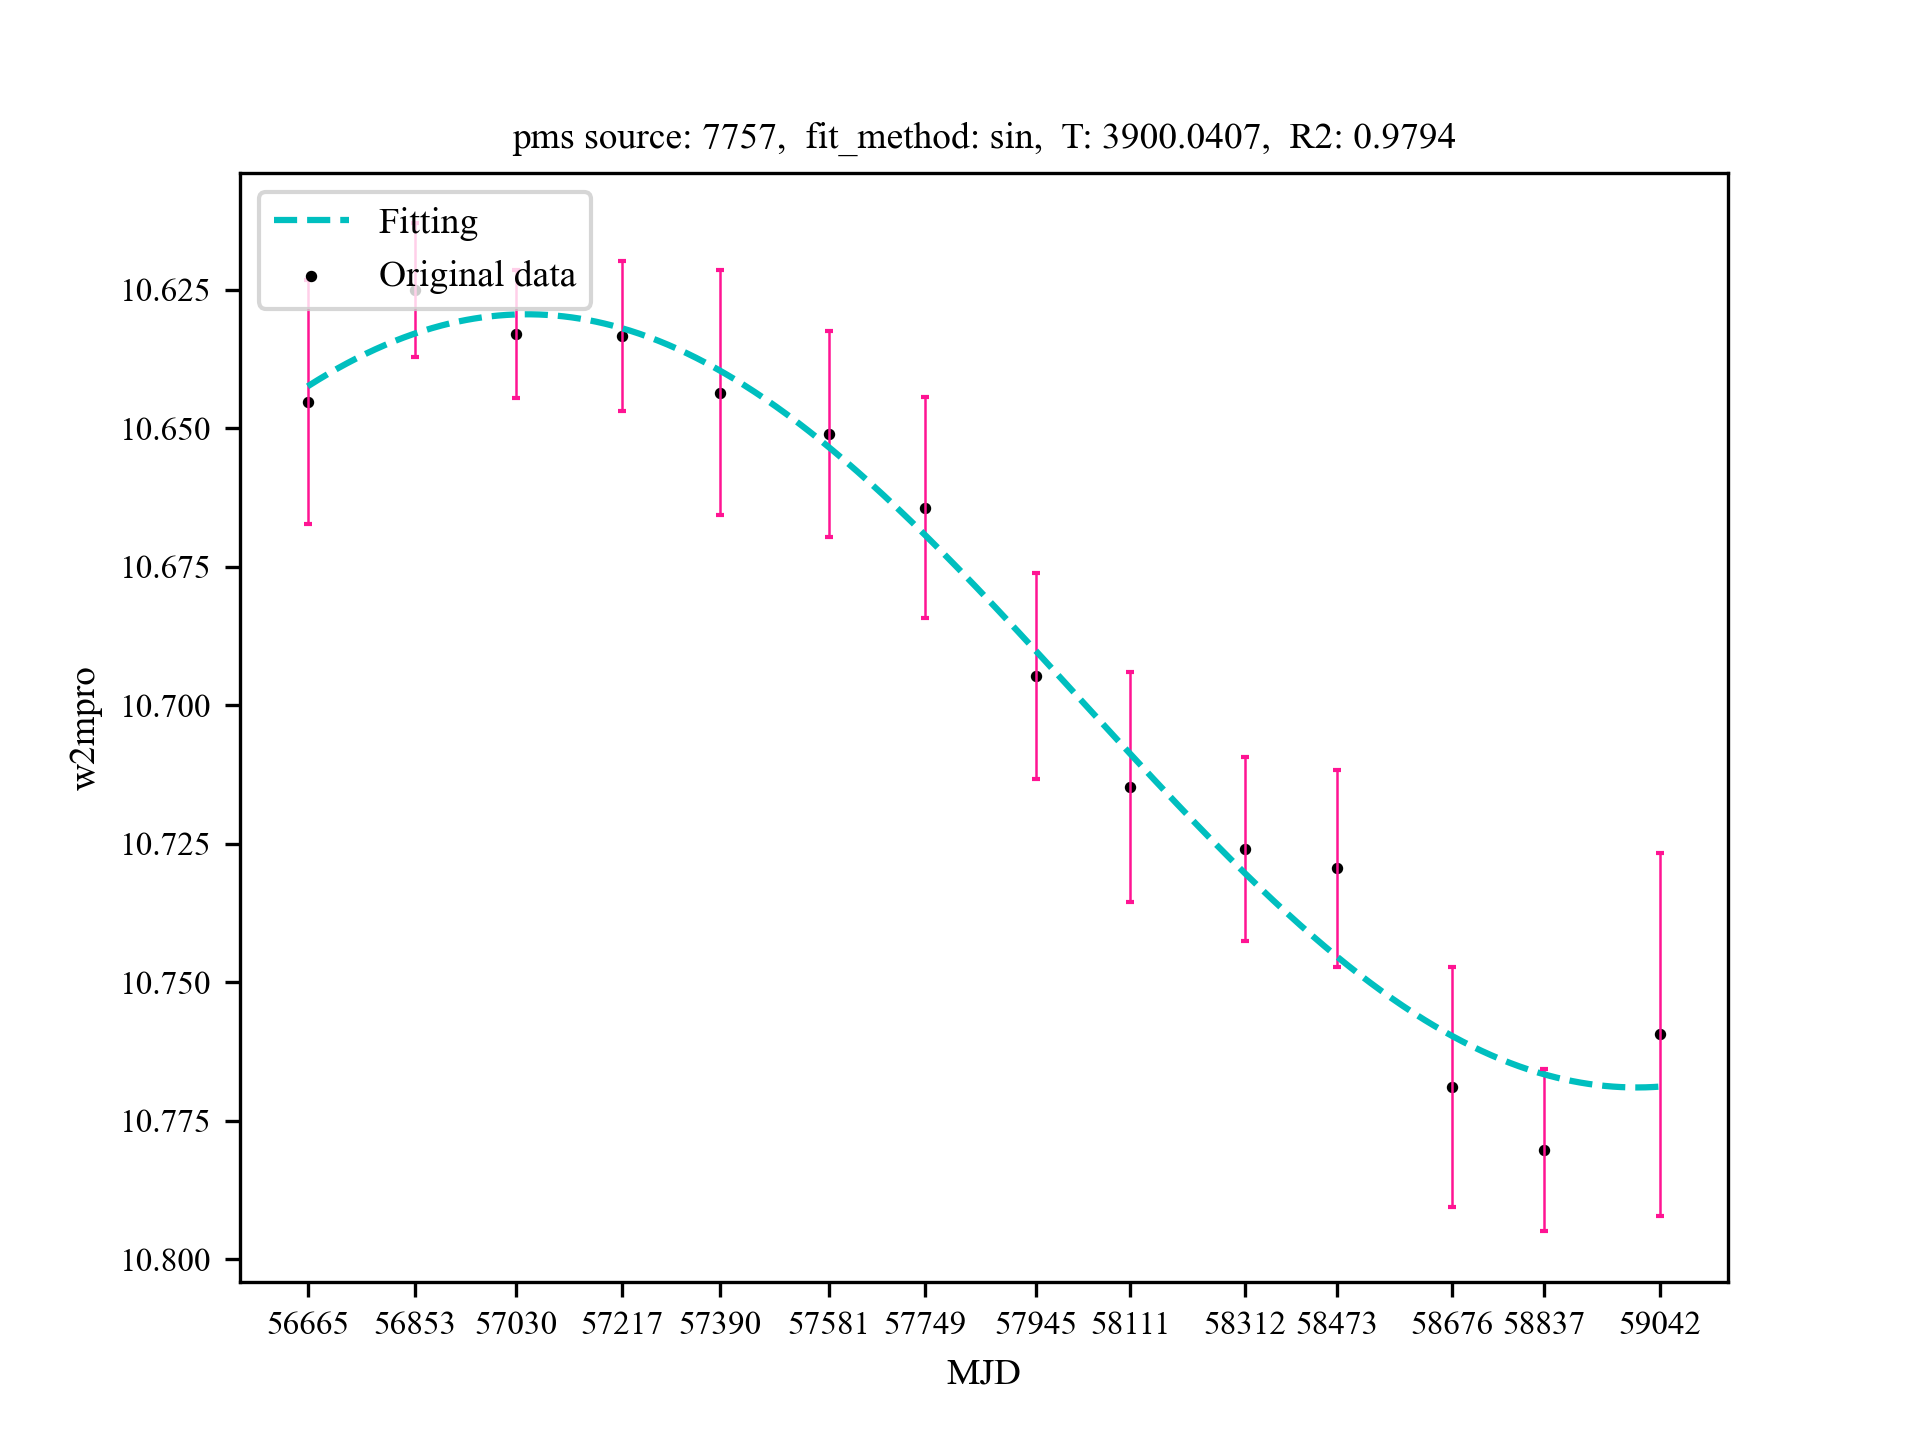 pms source: 7757,  fit_method: sin,  T: 3900.0407,  R2: 0.9794
Fitting
Original data
10.625
10.650
10.675
10.700
10.725
10.750
10.775
10.800
w2mpro
56665 56853 57030 57217 57390 57581 57749 57945 58111 58312 58473 58676 58837 59042
MJD